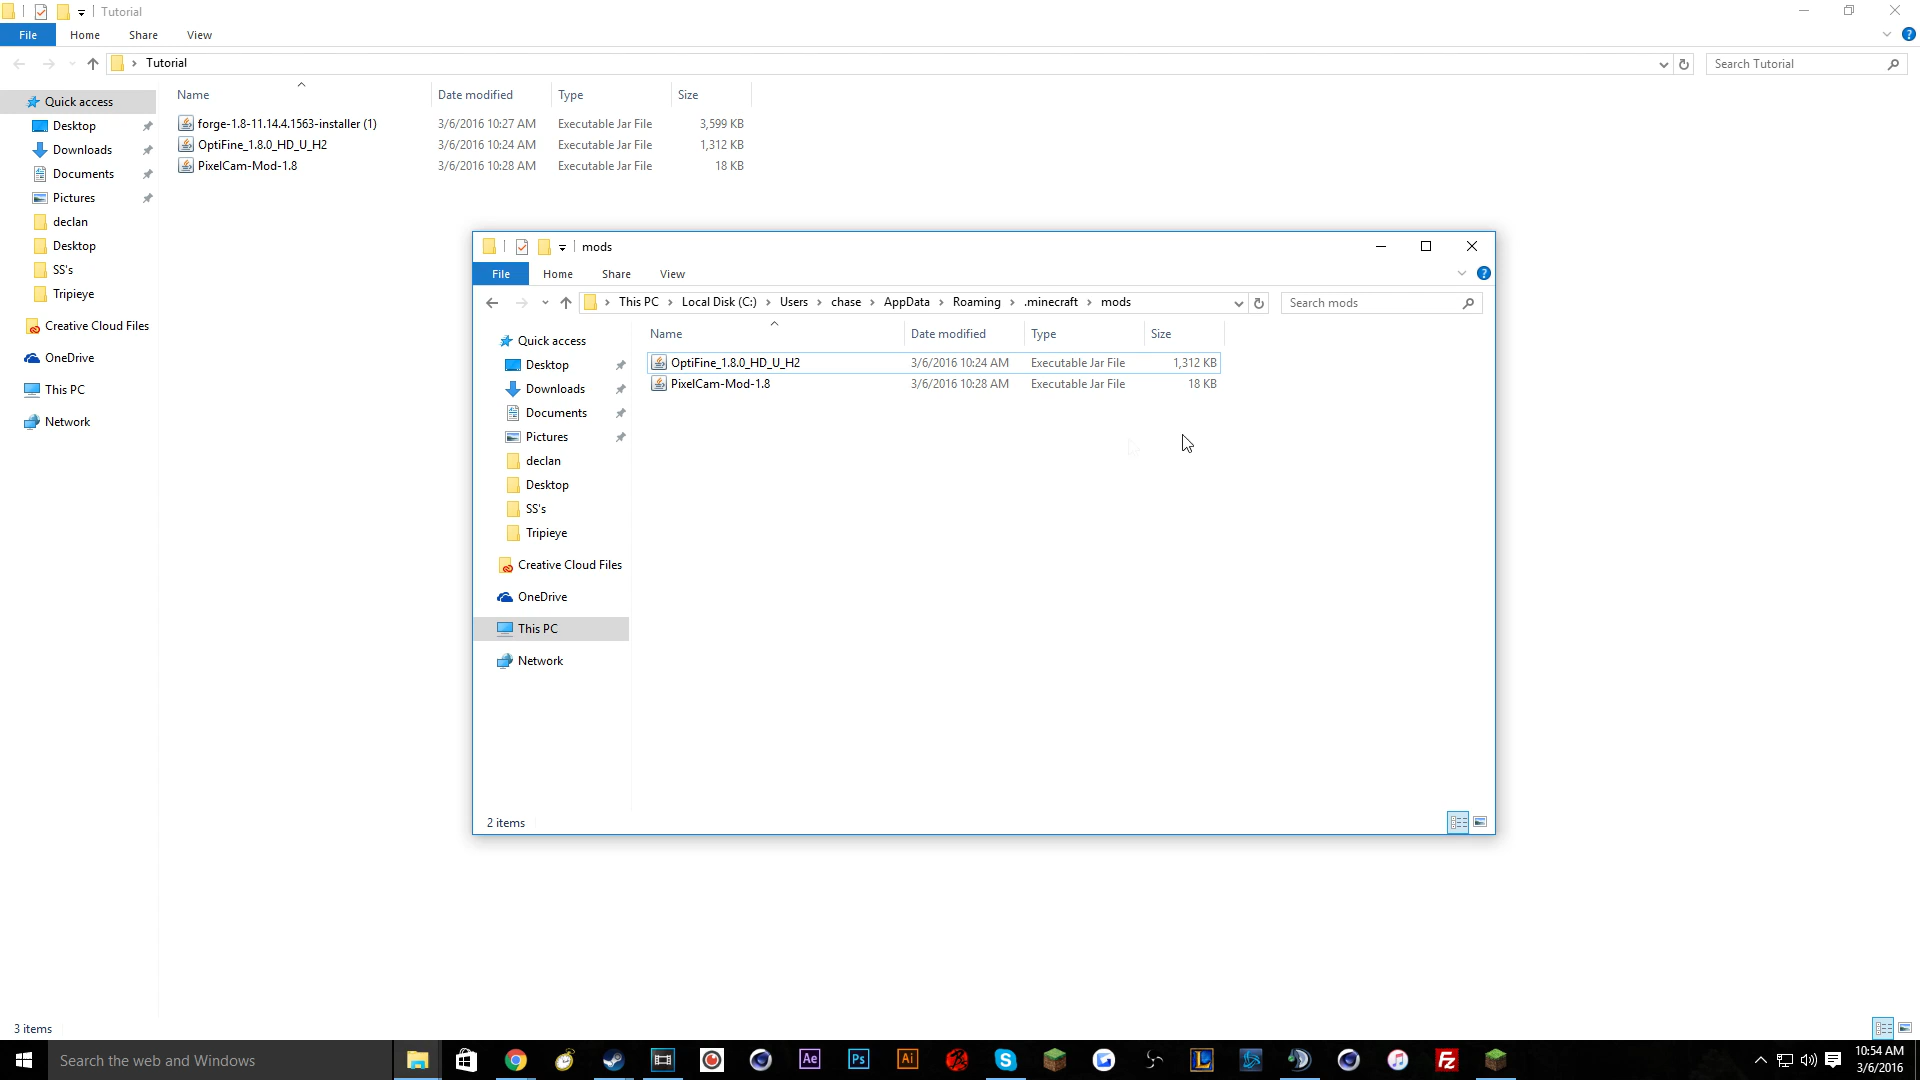 Tutorial
File Home Share View
Tutorial
Search Tutorial
Name Date modified Type Size
forge-1.8-11.14.4.1563-installer (1) 3/6/2016 10:27 AM Executable Jar File 3,599 KB
OptiFine_1.8.0_HD_U_H2 3/6/2016 10:24 AM Executable Jar File 1,312 KB
PixelCam-Mod-1.8 3/6/2016 10:28 AM Executable Jar File 18 KB
Quick access
Desktop
Downloads
Documents
Pictures
declan
Desktop
SS's
Tripieye
Creative Cloud Files
OneDrive
This PC
Network
3 items
mods
File Home Share View
This PC Local Disk (C:) Users chase AppData Roaming .minecraft mods
Search mods
Name Date modified Type Size
OptiFine_1.8.0_HD_U_H2 3/6/2016 10:24 AM Executable Jar File 1,312 KB
PixelCam-Mod-1.8 3/6/2016 10:28 AM Executable Jar File 18 KB
Quick access
Desktop
Downloads
Documents
Pictures
declan
Desktop
SS's
Tripieye
Creative Cloud Files
OneDrive
This PC
Network
2 items
Search the web and Windows
Ae
Ps
Ai
10:54 AM
3/6/2016